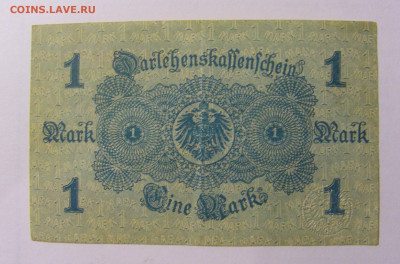 COINS.LAVE.RU
1 Darlehenskassenschein 1
Mark 1 1 Mark
1 Eine Mark 1